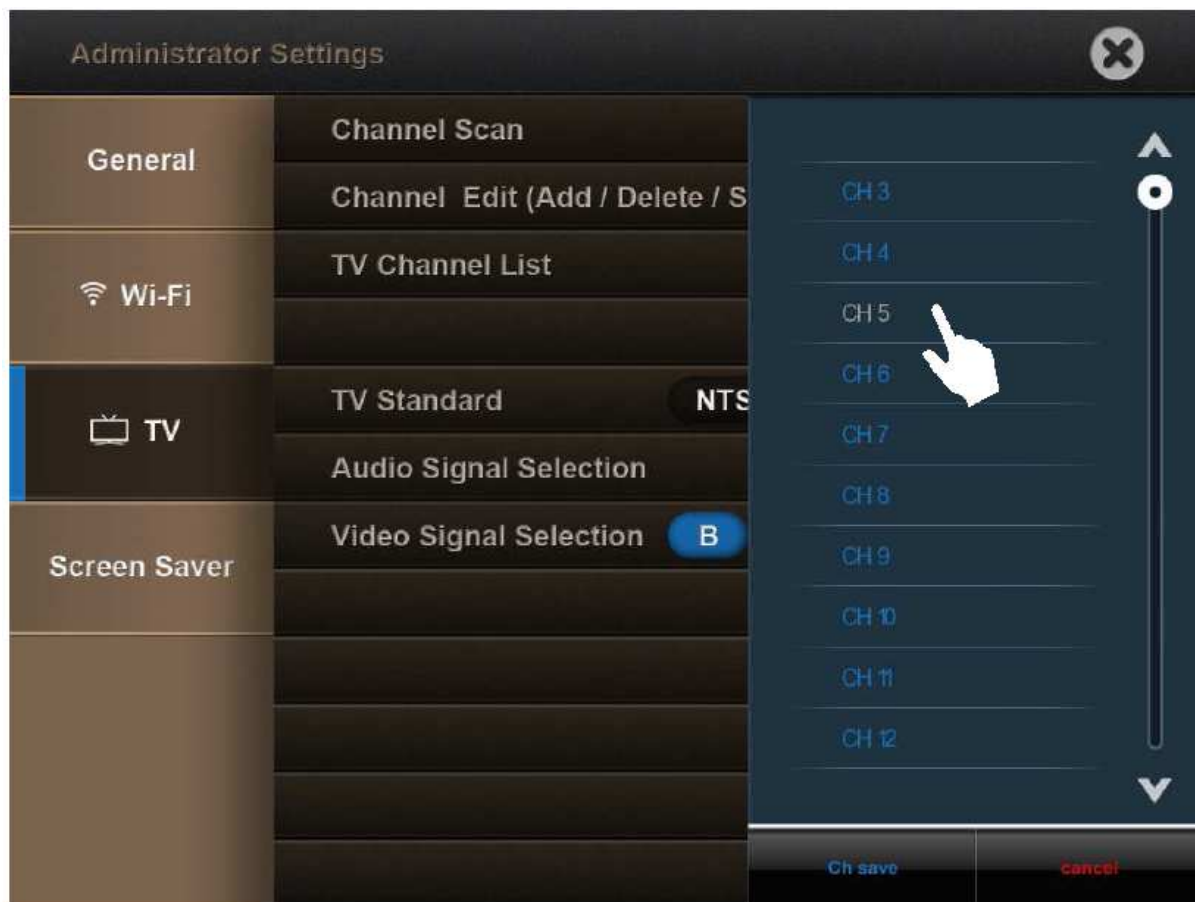 Administrator Settings
General
Wi-Fi
TV
Screen Saver
Channel Scan
Channel Edit (Add / Delete / S
TV Channel List
TV Standard NTS
Audio Signal Selection
Video Signal Selection B
CH 3
CH 4
CH 5
CH 6
CH 7
CH 8
CH 9
CH 10
CH 11
CH 12
Ch save cancel